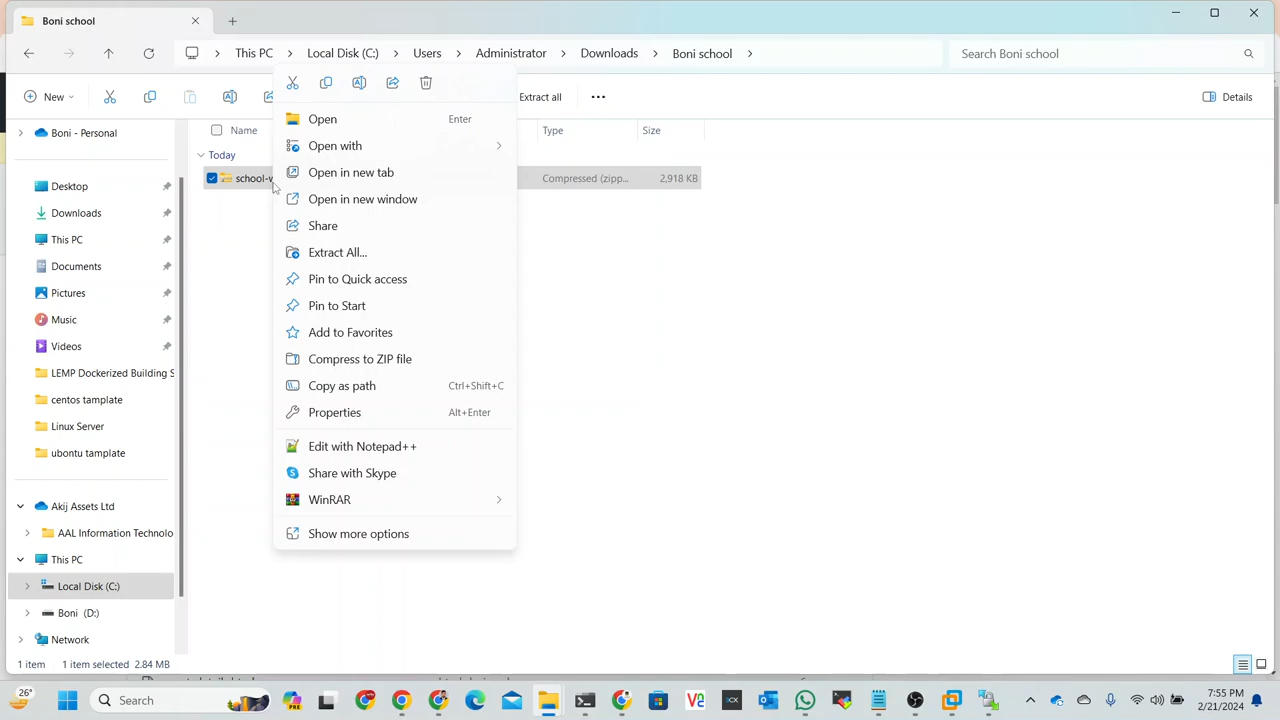 Boni school
This PC
Local Disk (C:)
Users
Administrator
Downloads
Boni school
Search Boni school
New
Extract all
Details
Boni - Personal
Desktop
Downloads
This PC
Documents
Pictures
Music
Videos
LEMP Dockerized Building S
centos tamplate
Linux Server
ubontu tamplate
Akij Assets Ltd
AAL Information Technolo
This PC
Local Disk (C:)
Boni (D:)
Network
Name
Type
Size
Today
school-w
Compressed (zipp...
2,918 KB
Open Enter
Open with
Open in new tab
Open in new window
Share
Extract All...
Pin to Quick access
Pin to Start
Add to Favorites
Compress to ZIP file
Copy as path Ctrl+Shift+C
Properties Alt+Enter
Edit with Notepad++
Share with Skype
WinRAR
Show more options
1 item
1 item selected 2.84 MB
26°
Search
7:55 PM
2/21/2024